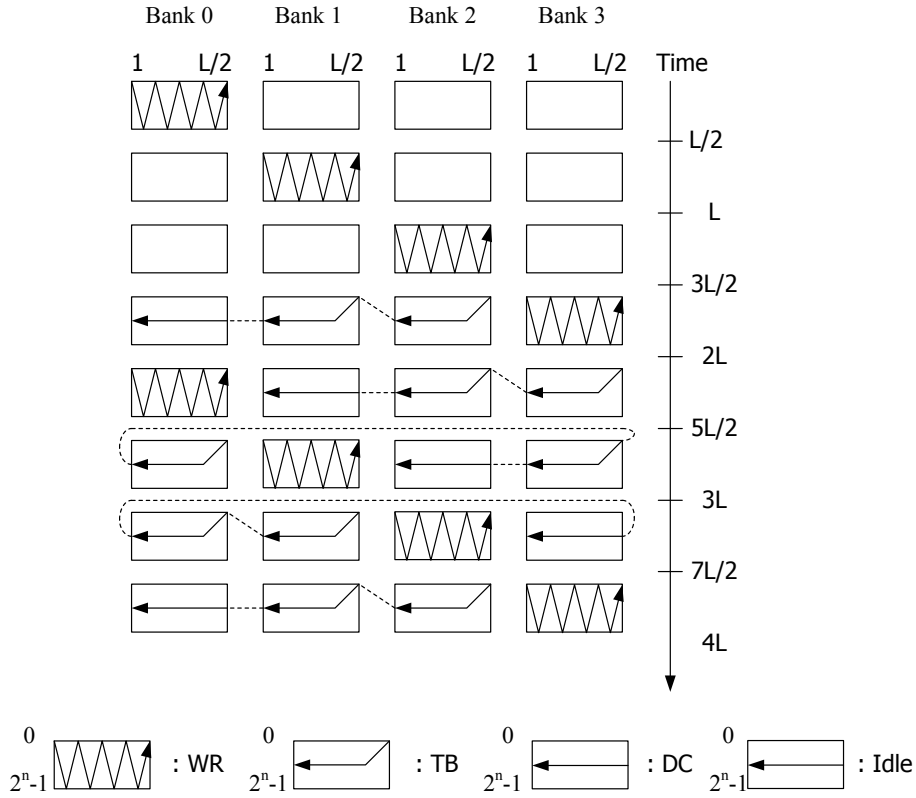 Bank 0 Bank 1 Bank 2 Bank 3
1 L/2 1 L/2 1 L/2 1 L/2 Time
L/2
L
3L/2
2L
5L/2
3L
7L/2
4L
0 0 0 0
: WR : TB : DC : Idle
2ⁿ-1 2ⁿ-1 2ⁿ-1 2ⁿ-1